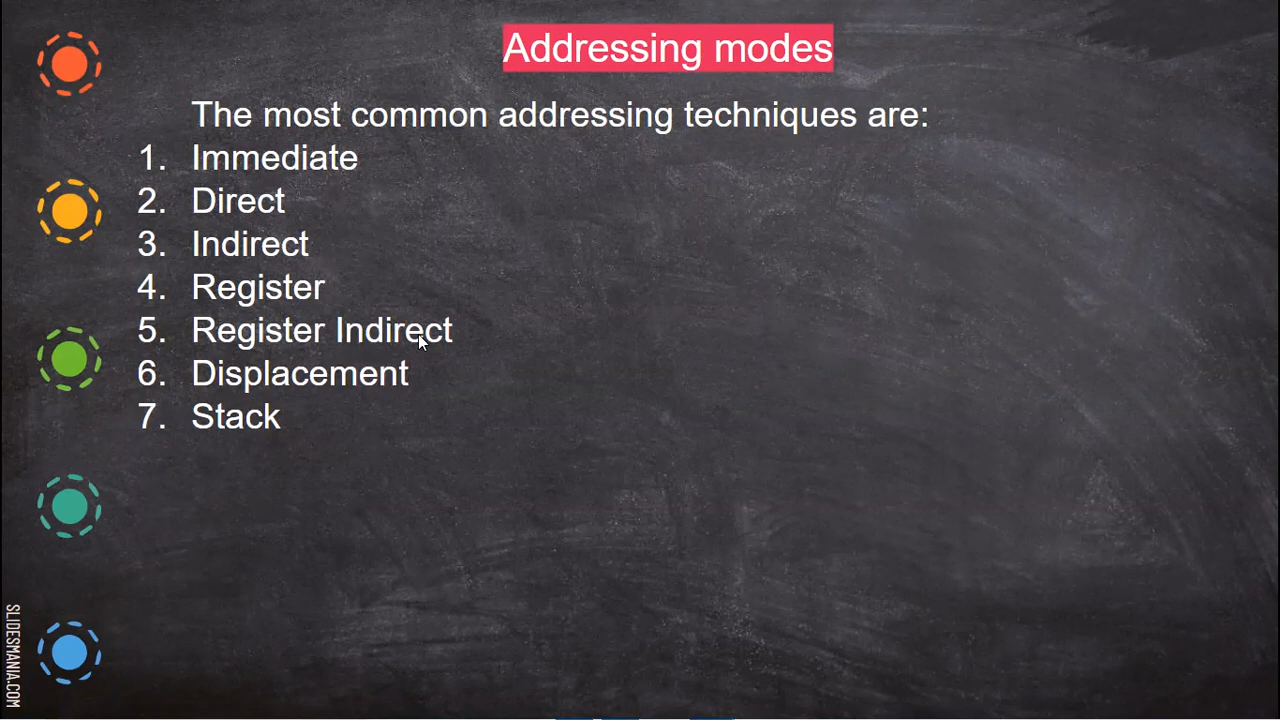 Addressing modes
The most common addressing techniques are:
1. Immediate
2. Direct
3. Indirect
4. Register
5. Register Indirect
6. Displacement
7. Stack
SLIDESMANIA.COM